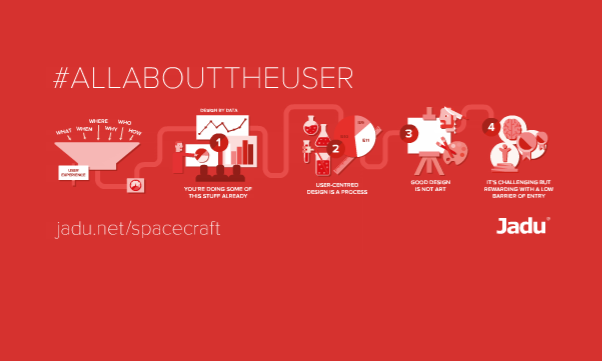 #ALLABOUTTHEUSER
WHAT
WHEN
WHERE
WHY
WHO
HOW
USER
EXPERIENCE
DESIGN BY DATA
1
YOU'RE DOING SOME OF
THIS STUFF ALREADY
2
USER-CENTRED
DESIGN IS A PROCESS
3
GOOD DESIGN
IS NOT ART
4
IT'S CHALLENGING BUT
REWARDING WITH A LOW
BARRIER OF ENTRY
jadu.net/spacecraft
Jadu®